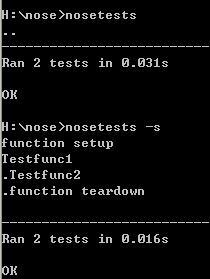 H:\nose>nosetests
..
----------------------------------------------------------------------
Ran 2 tests in 0.031s
OK
H:\nose>nosetests -s
function setup
Testfunc1
.Testfunc2
.function teardown
----------------------------------------------------------------------
Ran 2 tests in 0.016s
OK